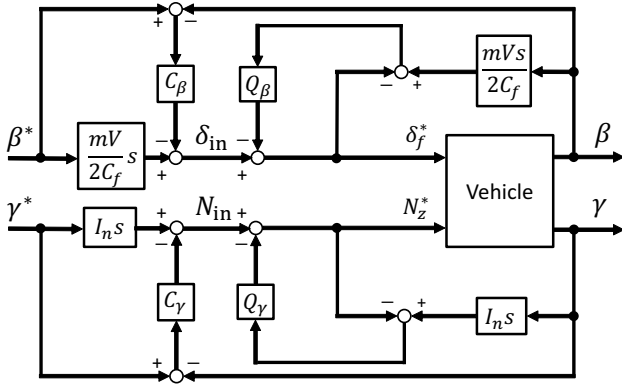 + −
C_β
Q_β
− +
mVs
2C_f
β*
mV
2C_f s
−
+
δ_in
−
+
δ_f*
β
Vehicle
γ*
I_n s
+
−
N_in
+
−
N_z*
γ
C_γ
Q_γ
− +
I_n s
+ −